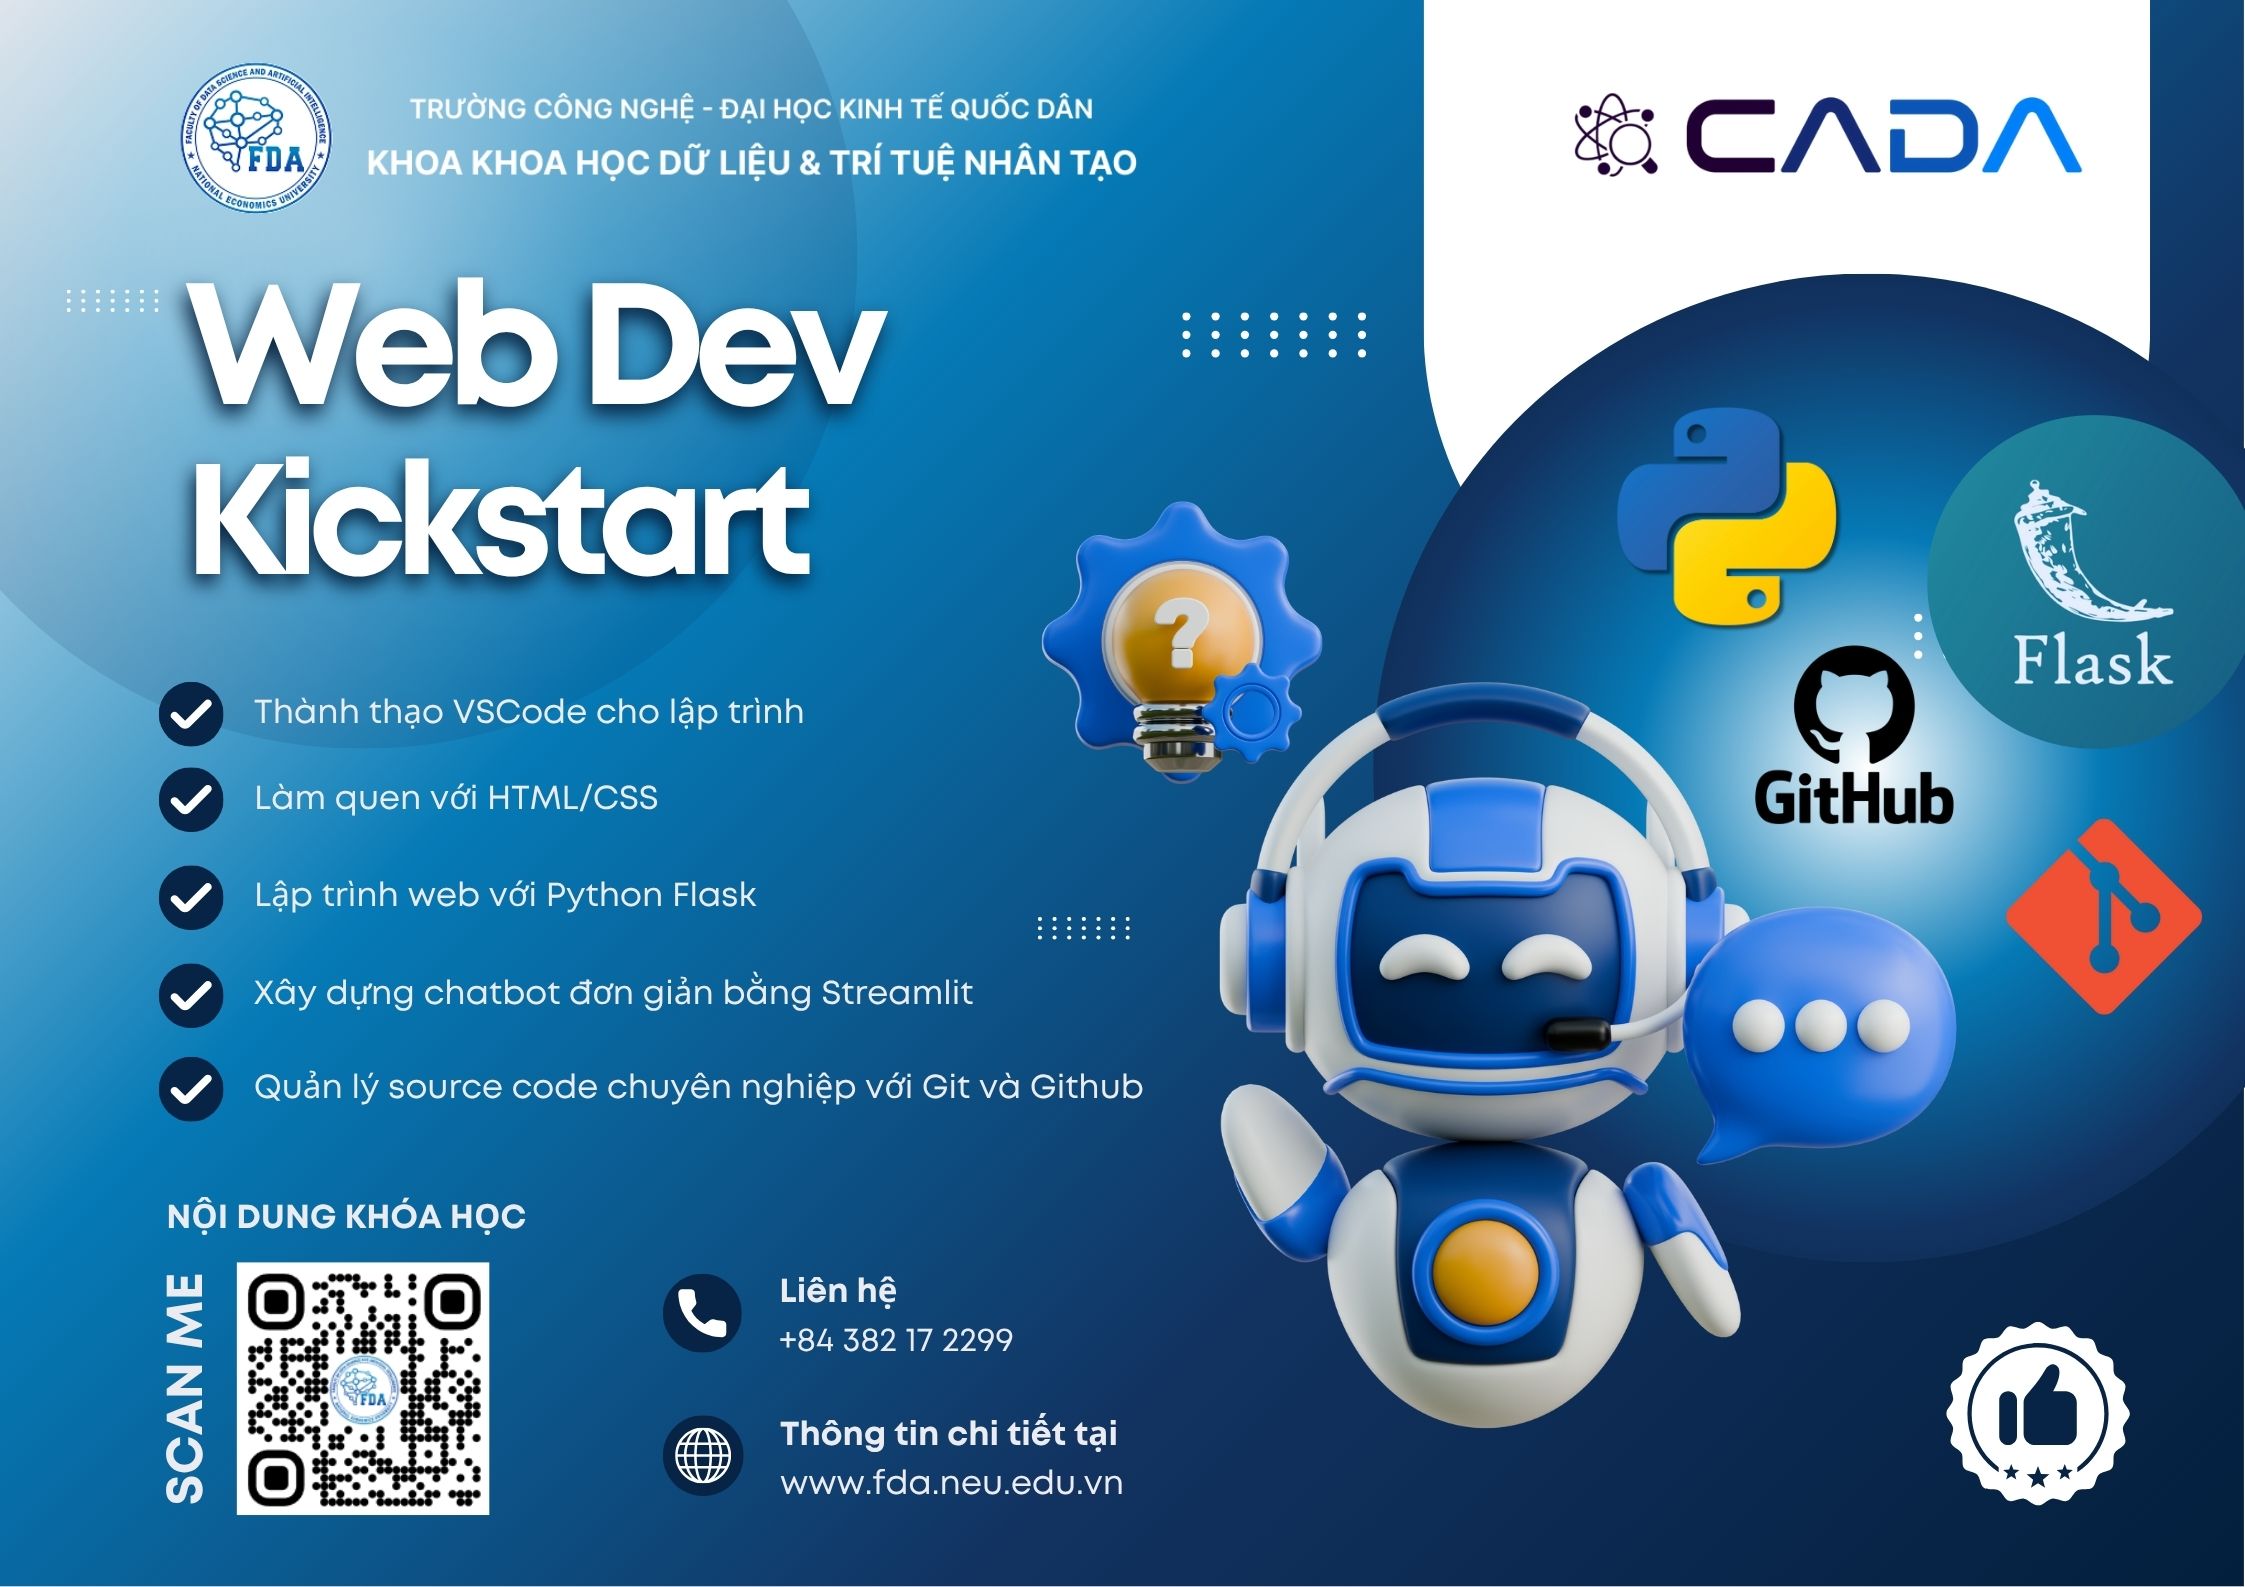 FACULTY OF DATA SCIENCE AND ARTIFICIAL INTELLIGENCE
FDA
NATIONAL ECONOMICS UNIVERSITY
TRƯỜNG CÔNG NGHỆ - ĐẠI HỌC KINH TẾ QUỐC DÂN
KHOA KHOA HỌC DỮ LIỆU & TRÍ TUỆ NHÂN TẠO
CADA
Web Dev
Kickstart
?
Flask
GitHub
Thành thạo VSCode cho lập trình
Làm quen với HTML/CSS
Lập trình web với Python Flask
Xây dựng chatbot đơn giản bằng Streamlit
Quản lý source code chuyên nghiệp với Git và Github
NỘI DUNG KHÓA HỌC
SCAN ME
FDA
Liên hệ
+84 382 17 2299
Thông tin chi tiết tại
www.fda.neu.edu.vn